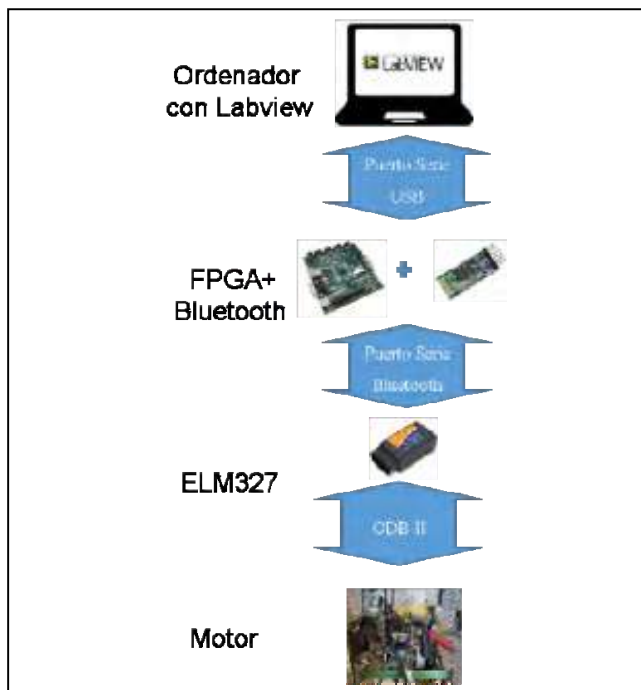 Ordenador
con Labview
LabVIEW
Puerto Serie
USB
FPGA+
Bluetooth
Puerto Serie
Bluetooth
ELM327
ODB II
Motor